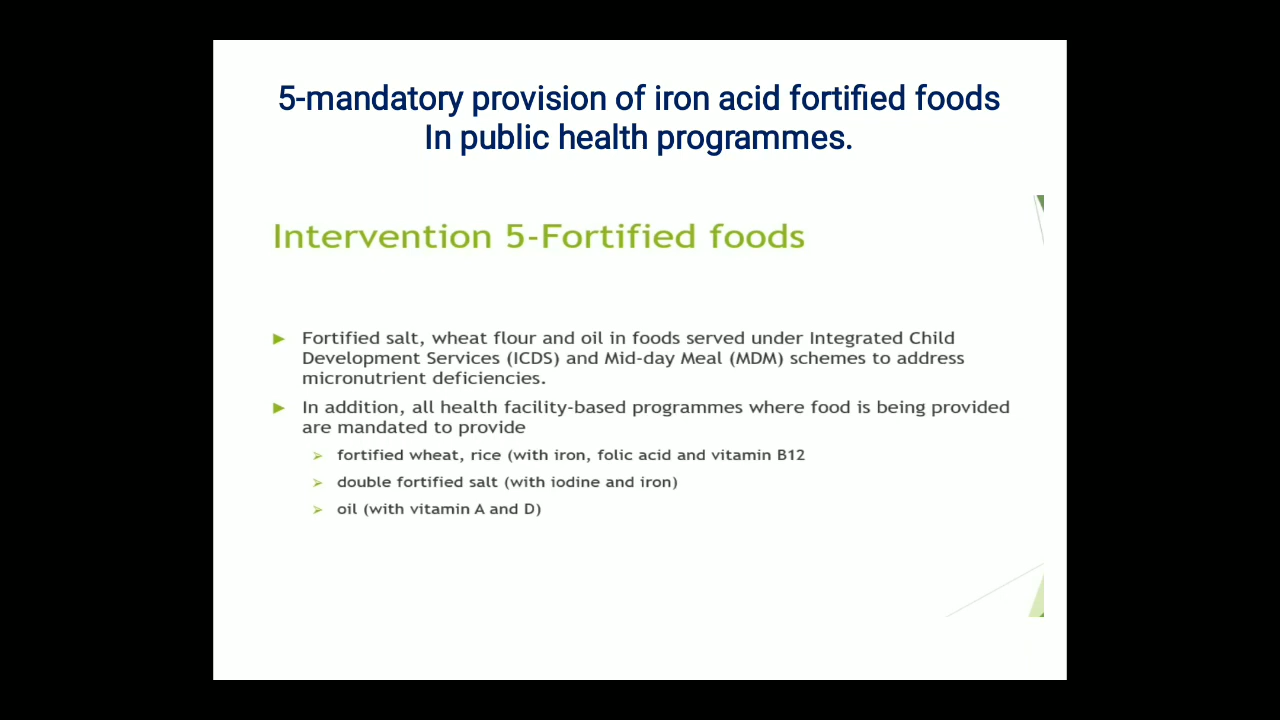 5-mandatory provision of iron acid fortified foods
In public health programmes.
Intervention 5-Fortified foods
Fortified salt, wheat flour and oil in foods served under Integrated Child
Development Services (ICDS) and Mid-day Meal (MDM) schemes to address
micronutrient deficiencies.
In addition, all health facility-based programmes where food is being provided
are mandated to provide
fortified wheat, rice (with iron, folic acid and vitamin B12
double fortified salt (with iodine and iron)
oil (with vitamin A and D)